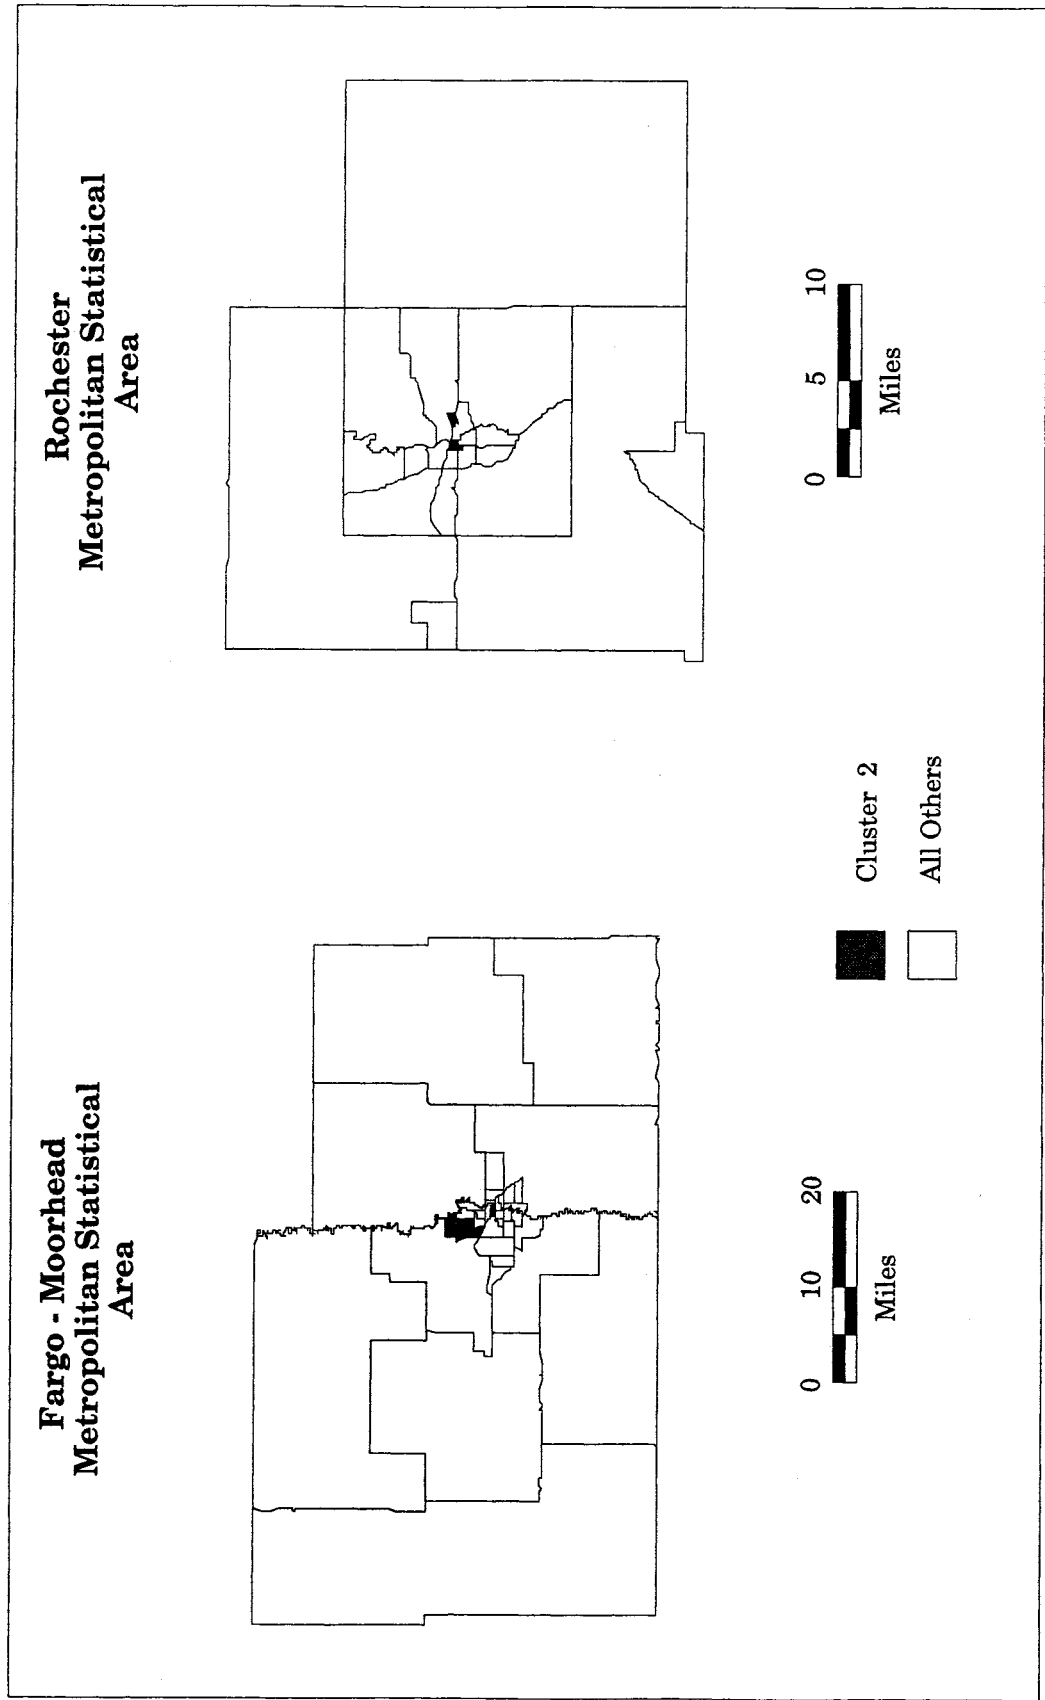 Fargo - Moorhead
Metropolitan Statistical
Area
Rochester
Metropolitan Statistical
Area
0 10 20
Miles
Cluster 2
All Others
0 5 10
Miles